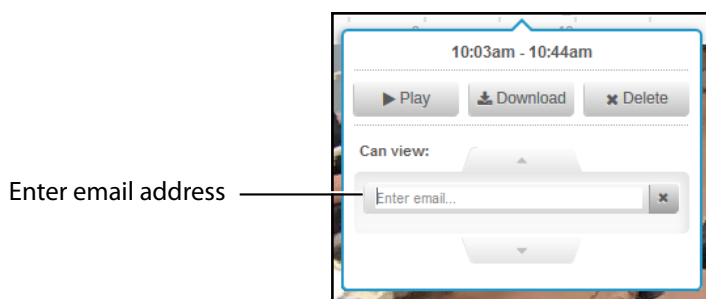 10:03am - 10:44am
Play Download Delete
Can view:
Enter email address
Enter email...